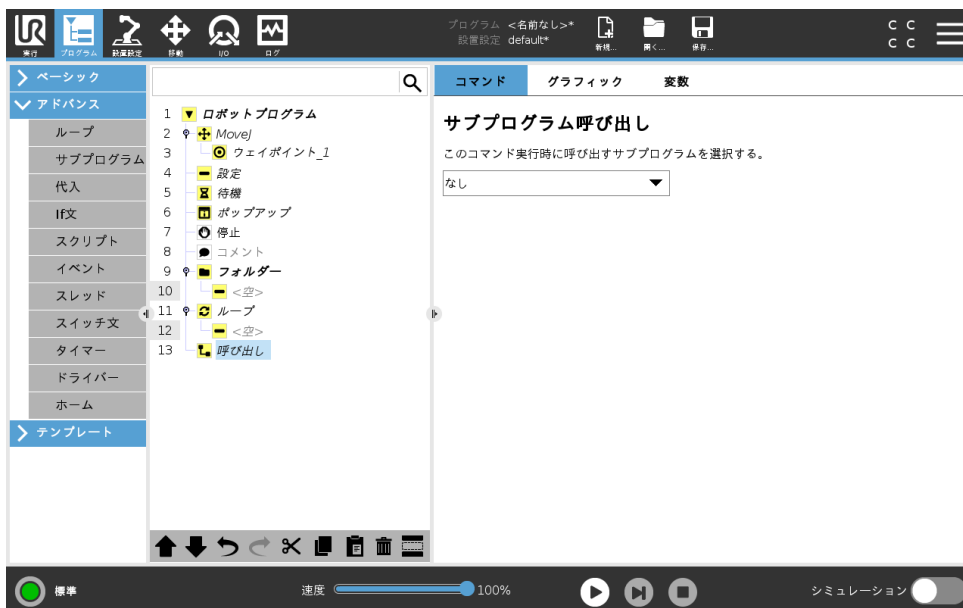 実行
プログラム
設置設定
移動
I/O
ログ
プログラム <名前なし>*
設置設定 default*
新規...
開く...
保存...
C C
C C
ベーシック
アドバンス
ループ
サブプログラム
代入
If文
スクリプト
イベント
スレッド
スイッチ文
タイマー
ドライバー
ホーム
テンプレート
1 ロボットプログラム
2 MoveJ
3 ウェイポイント_1
4 設定
5 待機
6 ポップアップ
7 停止
8 コメント
9 フォルダー
10 <空>
11 ループ
12 <空>
13 呼び出し
コマンド グラフィック 変数
サブプログラム呼び出し
このコマンド実行時に呼び出すサブプログラムを選択する。
なし
標準
速度 100%
シミュレーション